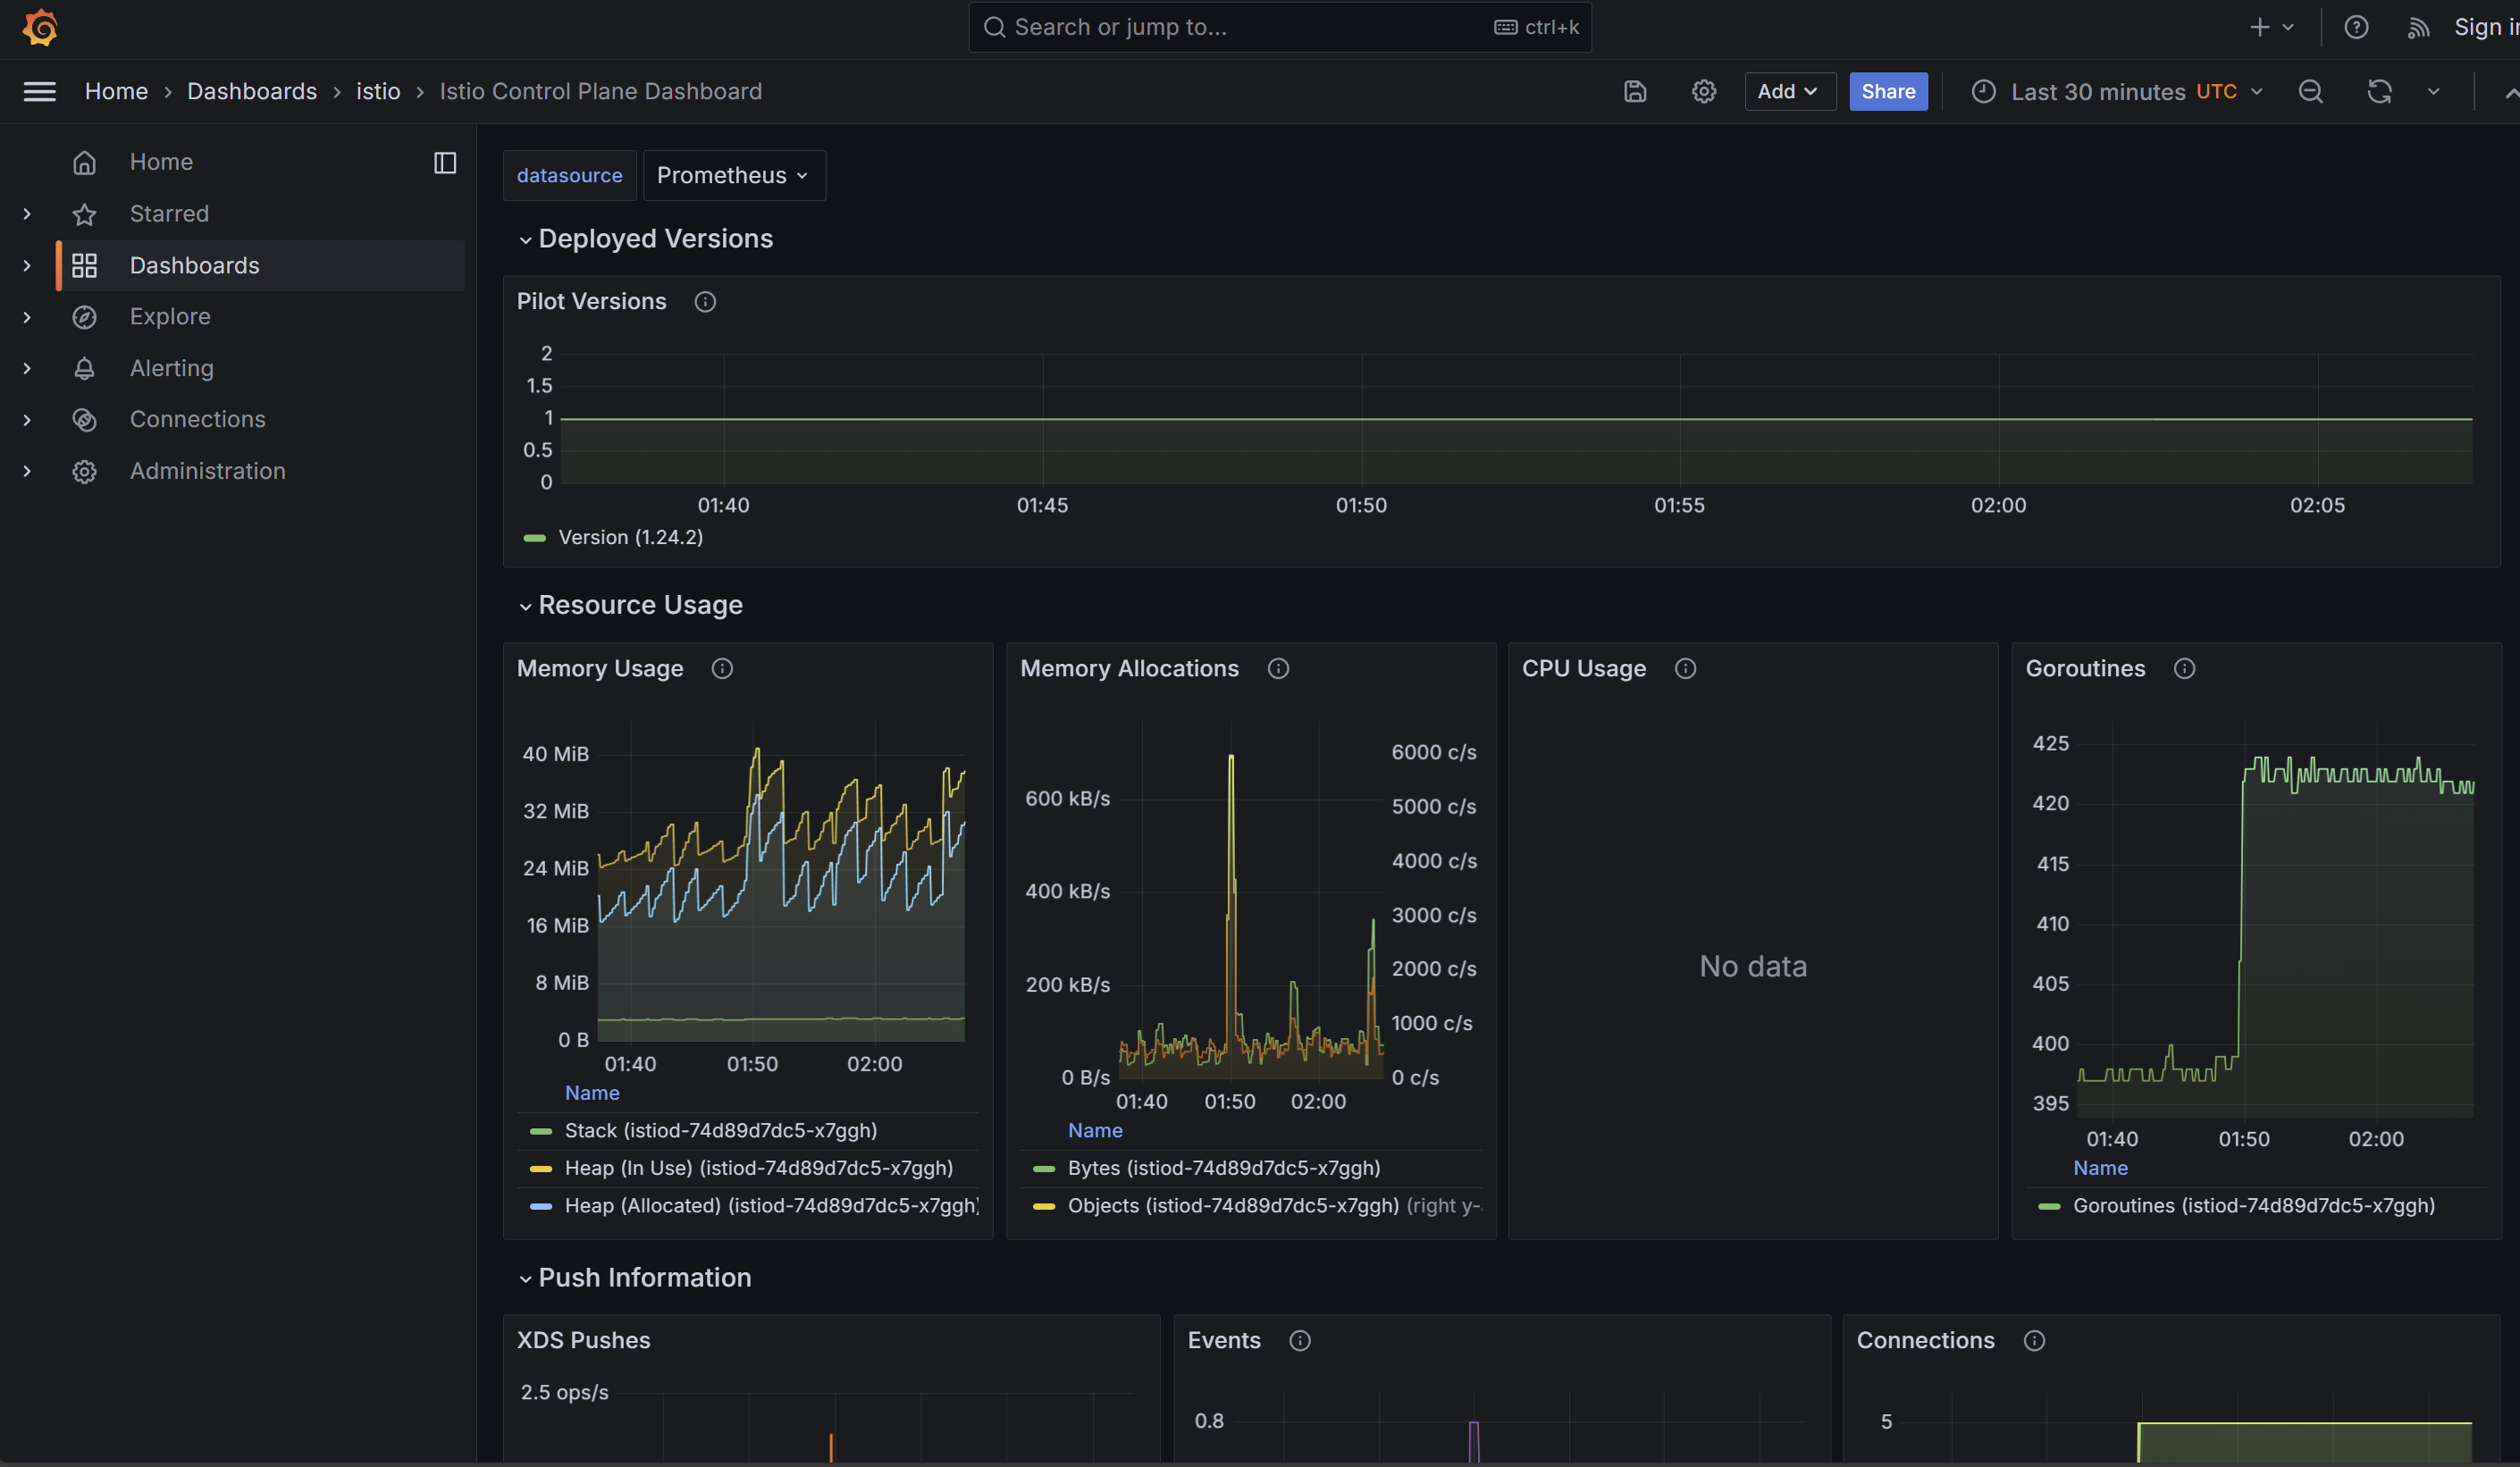 Search or jump to...
ctrl+k
Sign in
Home › Dashboards › istio › Istio Control Plane Dashboard
Add
Share
Last 30 minutes UTC
Home
Starred
Dashboards
Explore
Alerting
Connections
Administration
datasource
Prometheus
Deployed Versions
Pilot Versions
2
1.5
1
0.5
0
01:40 01:45 01:50 01:55 02:00 02:05
Version (1.24.2)
Resource Usage
Memory Usage
40 MiB
32 MiB
24 MiB
16 MiB
8 MiB
0 B
01:40 01:50 02:00
Name
Stack (istiod-74d89d7dc5-x7ggh)
Heap (In Use) (istiod-74d89d7dc5-x7ggh)
Heap (Allocated) (istiod-74d89d7dc5-x7ggh)
Memory Allocations
600 kB/s
400 kB/s
200 kB/s
0 B/s
6000 c/s
5000 c/s
4000 c/s
3000 c/s
2000 c/s
1000 c/s
0 c/s
01:40 01:50 02:00
Name
Bytes (istiod-74d89d7dc5-x7ggh)
Objects (istiod-74d89d7dc5-x7ggh) (right y-
CPU Usage
No data
Goroutines
425
420
415
410
405
400
395
01:40 01:50 02:00
Name
Goroutines (istiod-74d89d7dc5-x7ggh)
Push Information
XDS Pushes
2.5 ops/s
Events
0.8
Connections
5